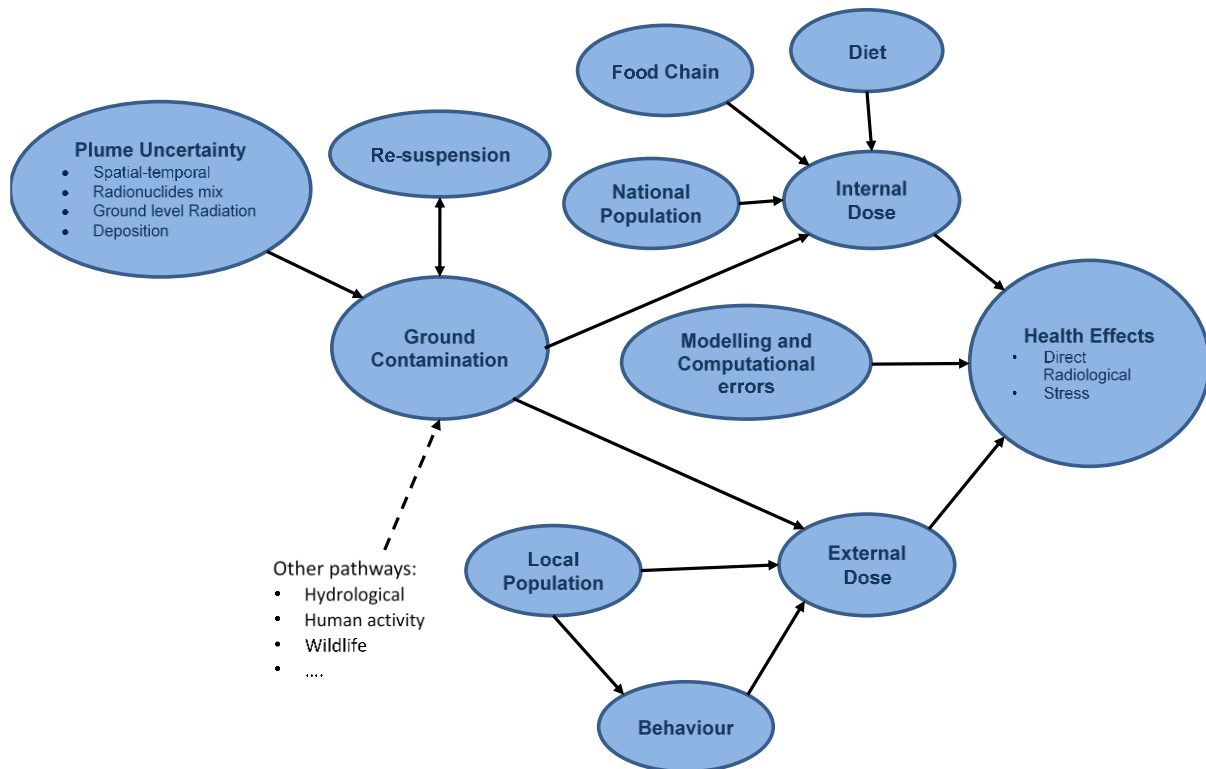 Food Chain
Diet
Plume Uncertainty
• Spatial-temporal
• Radionuclides mix
• Ground level Radiation
• Deposition
Re-suspension
National
Population
Internal
Dose
Ground
Contamination
Modelling and
Computational
errors
Health Effects
• Direct
Radiological
• Stress
Other pathways:
• Hydrological
• Human activity
• Wildlife
• ....
Local
Population
External
Dose
Behaviour